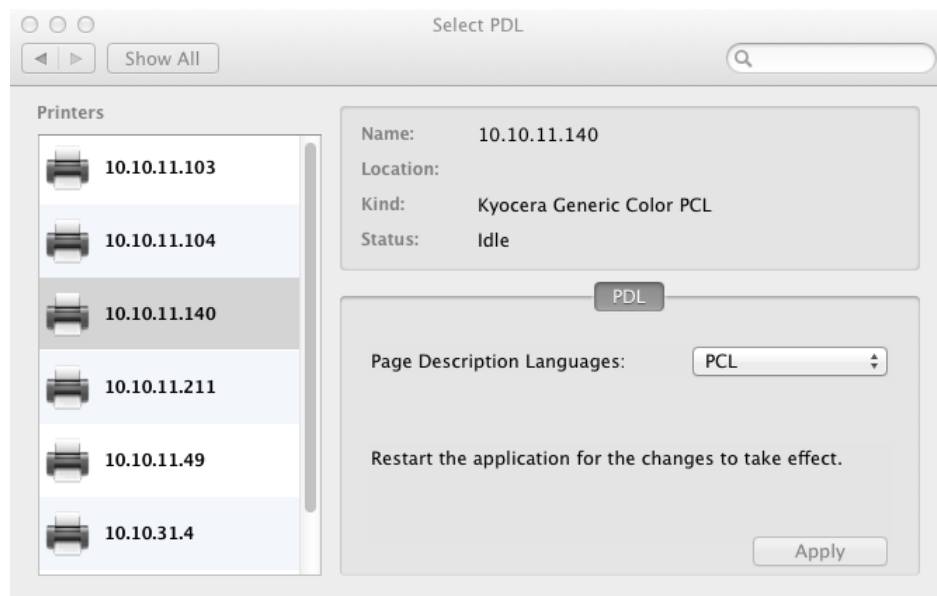 Select PDL
Show All
Printers
10.10.11.103
10.10.11.104
10.10.11.140
10.10.11.211
10.10.11.49
10.10.31.4
Name: 10.10.11.140
Location:
Kind: Kyocera Generic Color PCL
Status: Idle
PDL
Page Description Languages: PCL
Restart the application for the changes to take effect.
Apply